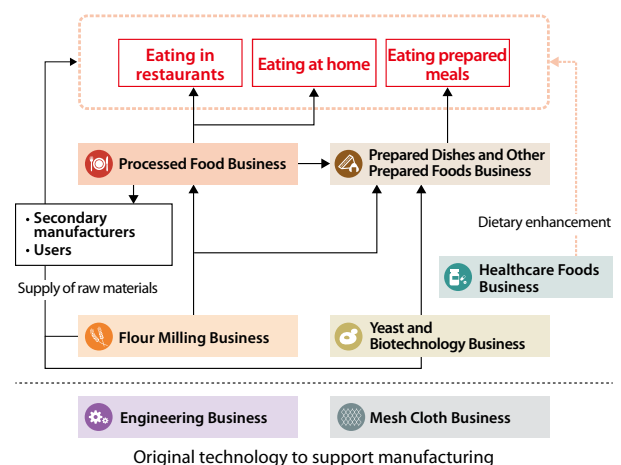 Eating in
restaurants
Eating at home
Eating prepared
meals
Processed Food Business
Prepared Dishes and Other
Prepared Foods Business
• Secondary
manufacturers
• Users
Dietary enhancement
Supply of raw materials
Healthcare Foods
Business
Flour Milling Business
Yeast and
Biotechnology Business
Engineering Business
Mesh Cloth Business
Original technology to support manufacturing